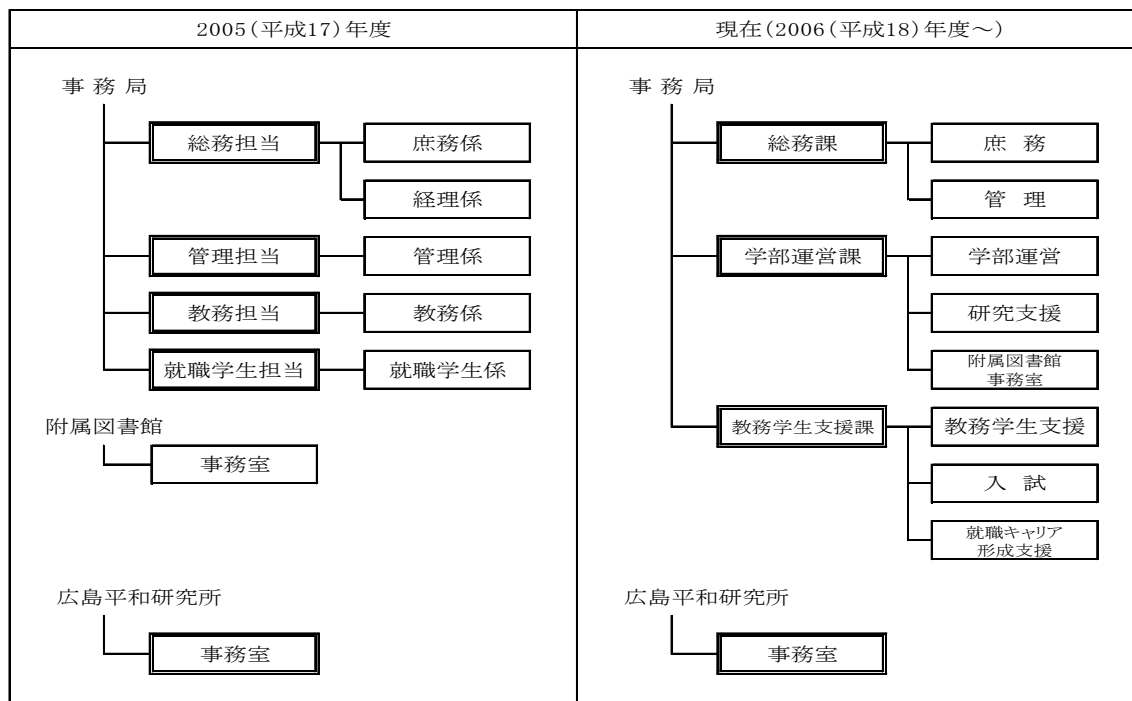 2005(平成17)年度
事 務 局
総務担当
庶務係
経理係
管理担当
管理係
教務担当
教務係
就職学生担当
就職学生係
附属図書館
事務室
広島平和研究所
事務室
現在(2006(平成18)年度～)
事 務 局
総務課
庶 務
管 理
学部運営課
学部運営
研究支援
附属図書館
事務室
教務学生支援課
教務学生支援
入 試
就職キャリア
形成支援
広島平和研究所
事務室